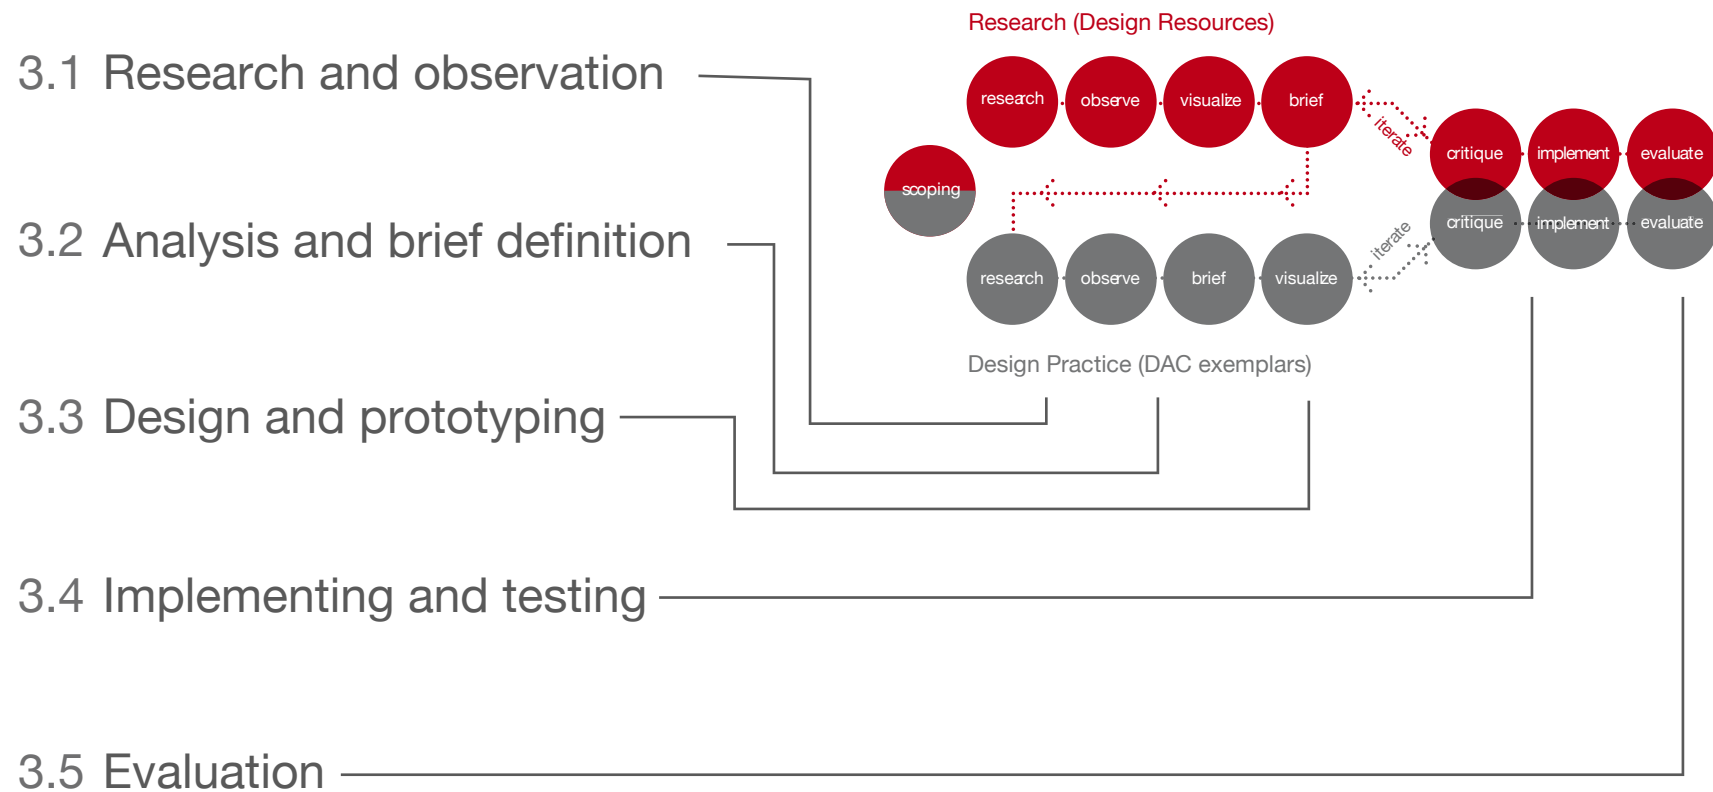 Research (Design Resources)
3.1 Research and observation
research observe visualize brief
iterate
critique implement evaluate
scoping
3.2 Analysis and brief definition
critique implement evaluate
iterate
research observe brief visualize
Design Practice (DAC exemplars)
3.3 Design and prototyping
3.4 Implementing and testing
3.5 Evaluation